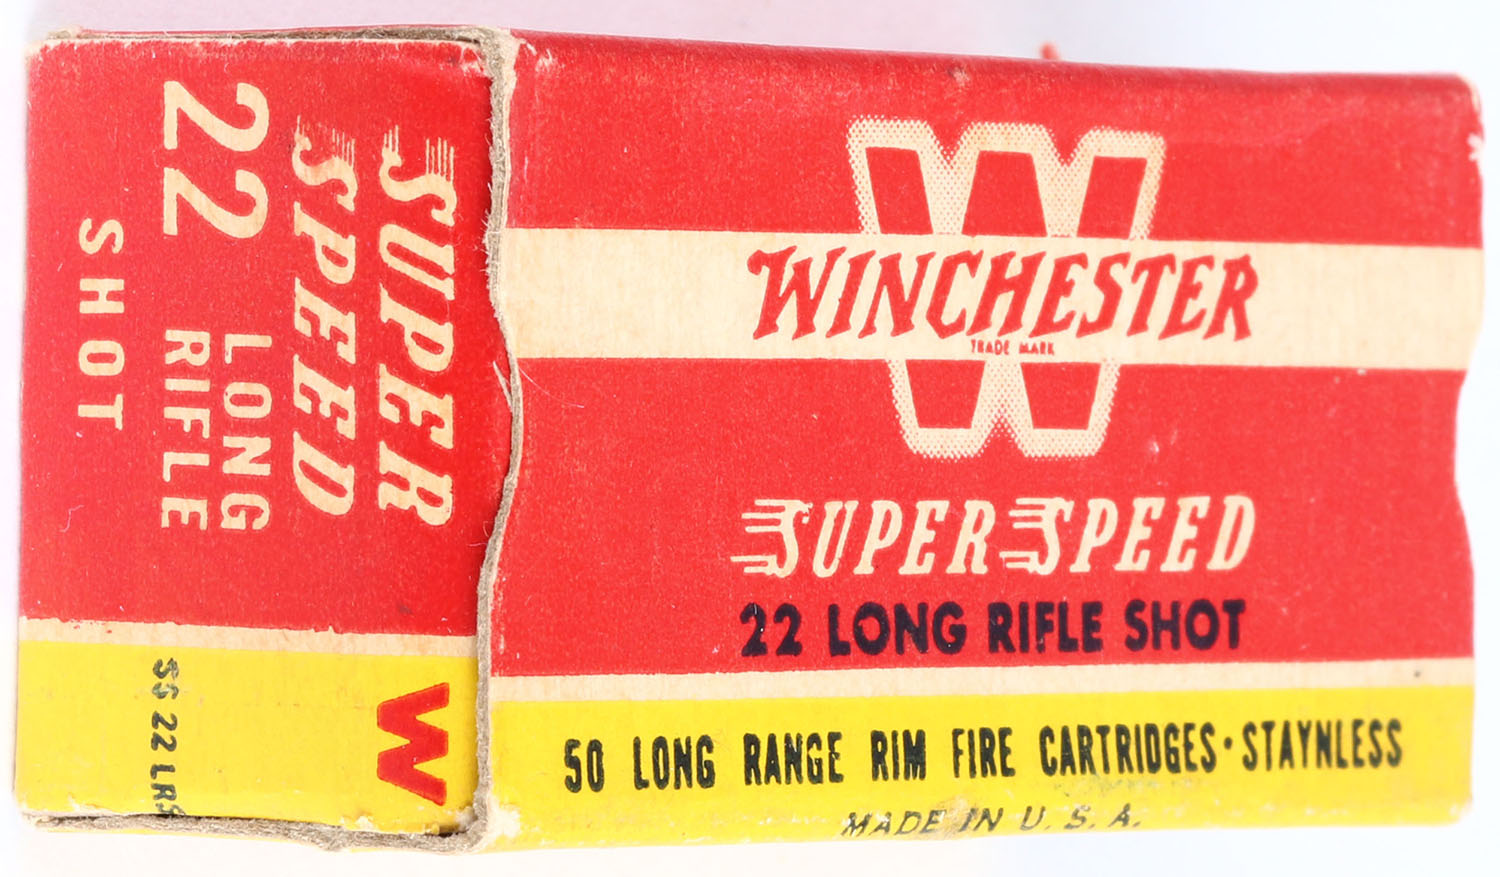 SUPER
SPEED
22 LONG
RIFLE
SHOT
SS 22 LRS
W
W
WINCHESTER
TRADE MARK
SUPER SPEED
22 LONG RIFLE SHOT
50 LONG RANGE RIM FIRE CARTRIDGES · STAYNLESS
MADE IN U. S. A.